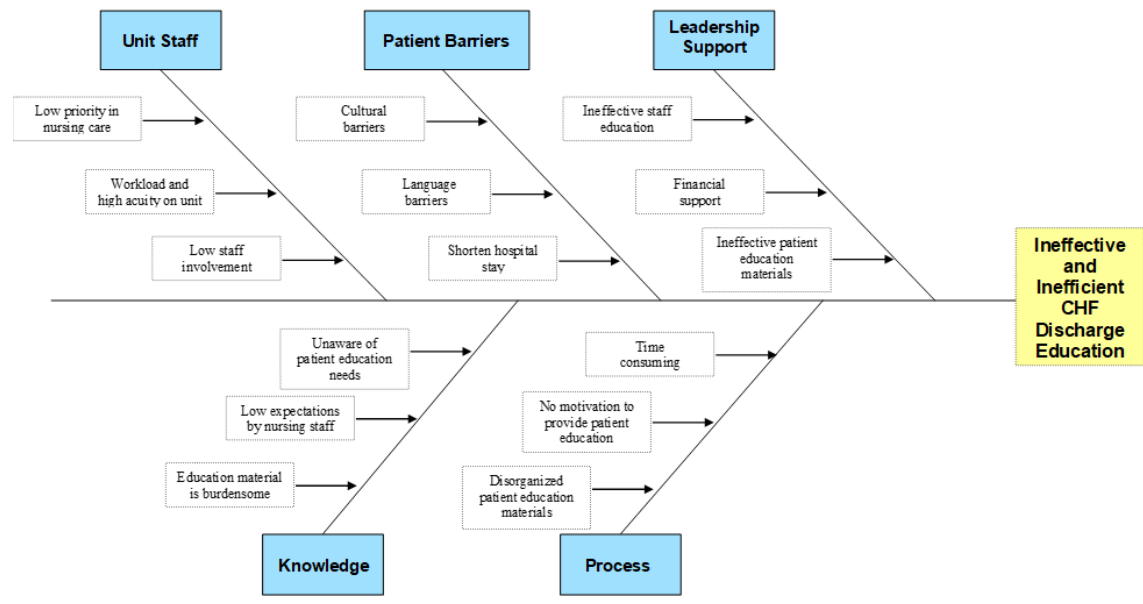 Unit Staff
Patient Barriers
Leadership
Support
Low priority in
nursing care
Workload and
high acuity on unit
Low staff
involvement
Cultural
barriers
Language
barriers
Shorten hospital
stay
Ineffective staff
education
Financial
support
Ineffective patient
education
materials
Ineffective
and
Inefficient
CHF
Discharge
Education
Unaware of
patient education
needs
Low expectations
by nursing staff
Education material
is burdensome
Time
consuming
No motivation to
provide patient
education
Disorganized
patient education
materials
Knowledge
Process